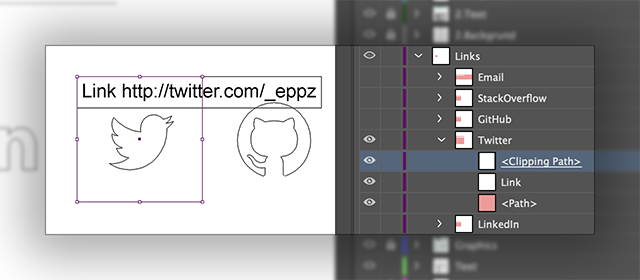 Link http://twitter.com/_eppz
2 Text
2 Background
Links
Email
StackOverflow
GitHub
Twitter
<Clipping Path>
Link
<Path>
LinkedIn
Graphics
Text